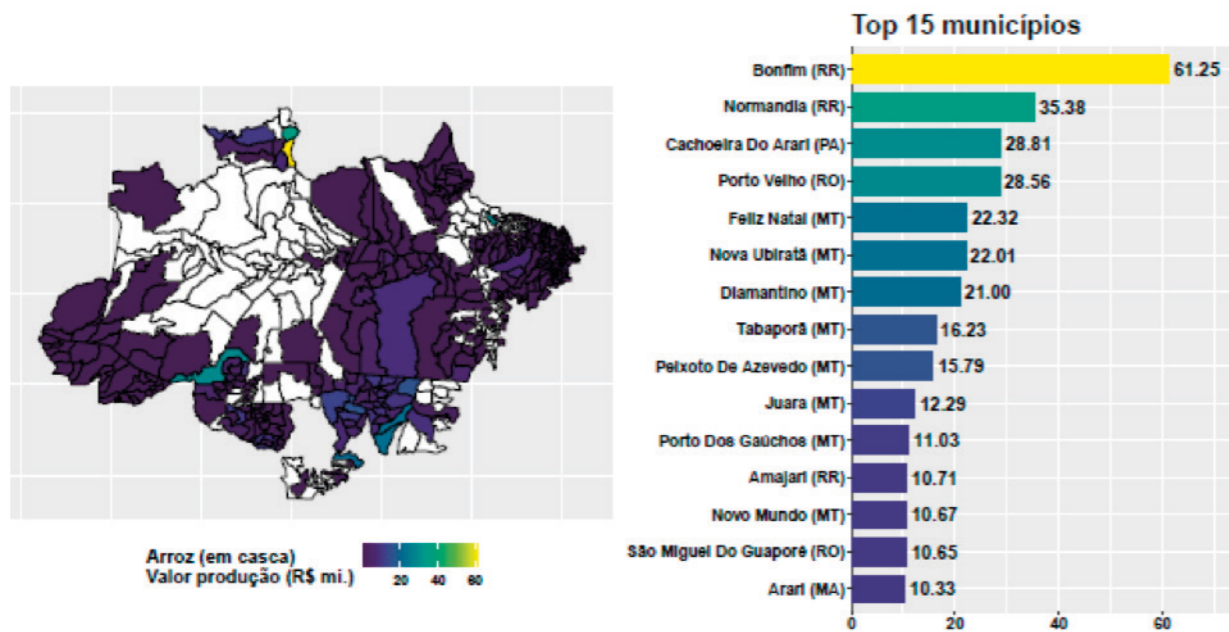 Top 15 municípios
Bonfim (RR) 61.25
Normandia (RR) 35.38
Cachoeira Do Arari (PA) 28.81
Porto Velho (RO) 28.56
Feliz Natal (MT) 22.32
Nova Ubiratã (MT) 22.01
Diamantino (MT) 21.00
Tabaporã (MT) 16.23
Peixoto De Azevedo (MT) 15.79
Juara (MT) 12.29
Porto Dos Gaúchos (MT) 11.03
Amajari (RR) 10.71
Novo Mundo (MT) 10.67
São Miguel Do Guaporé (RO) 10.65
Arari (MA) 10.33
0 20 40 60
Arroz (em casca)
Valor produção (R$ mi.)
20 40 60